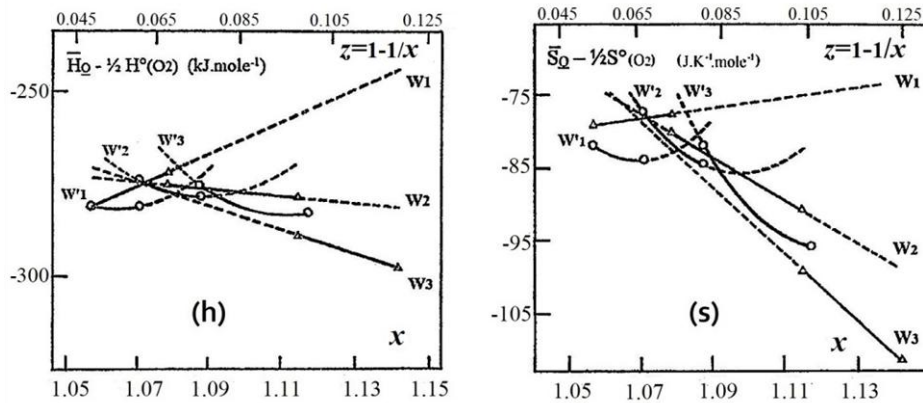 0.045 0.065 0.085 0.105 0.125
H̅O̲ - ½ H°(O2) (kJ.mole⁻¹)
z=1-1/x
W1
-250
W'2
W'3
W'1
W2
W3
-300
(h)
x
1.05 1.07 1.09 1.11 1.13 1.15
0.045 0.065 0.085 0.105 0.125
z=1-1/x
S̅O̲ - ½S°(O2) (J.K⁻¹.mole⁻¹)
W'2
W'3
W1
-75
W'1
-85
W2
-95
-105
(s)
W3
x
1.05 1.07 1.09 1.11 1.13